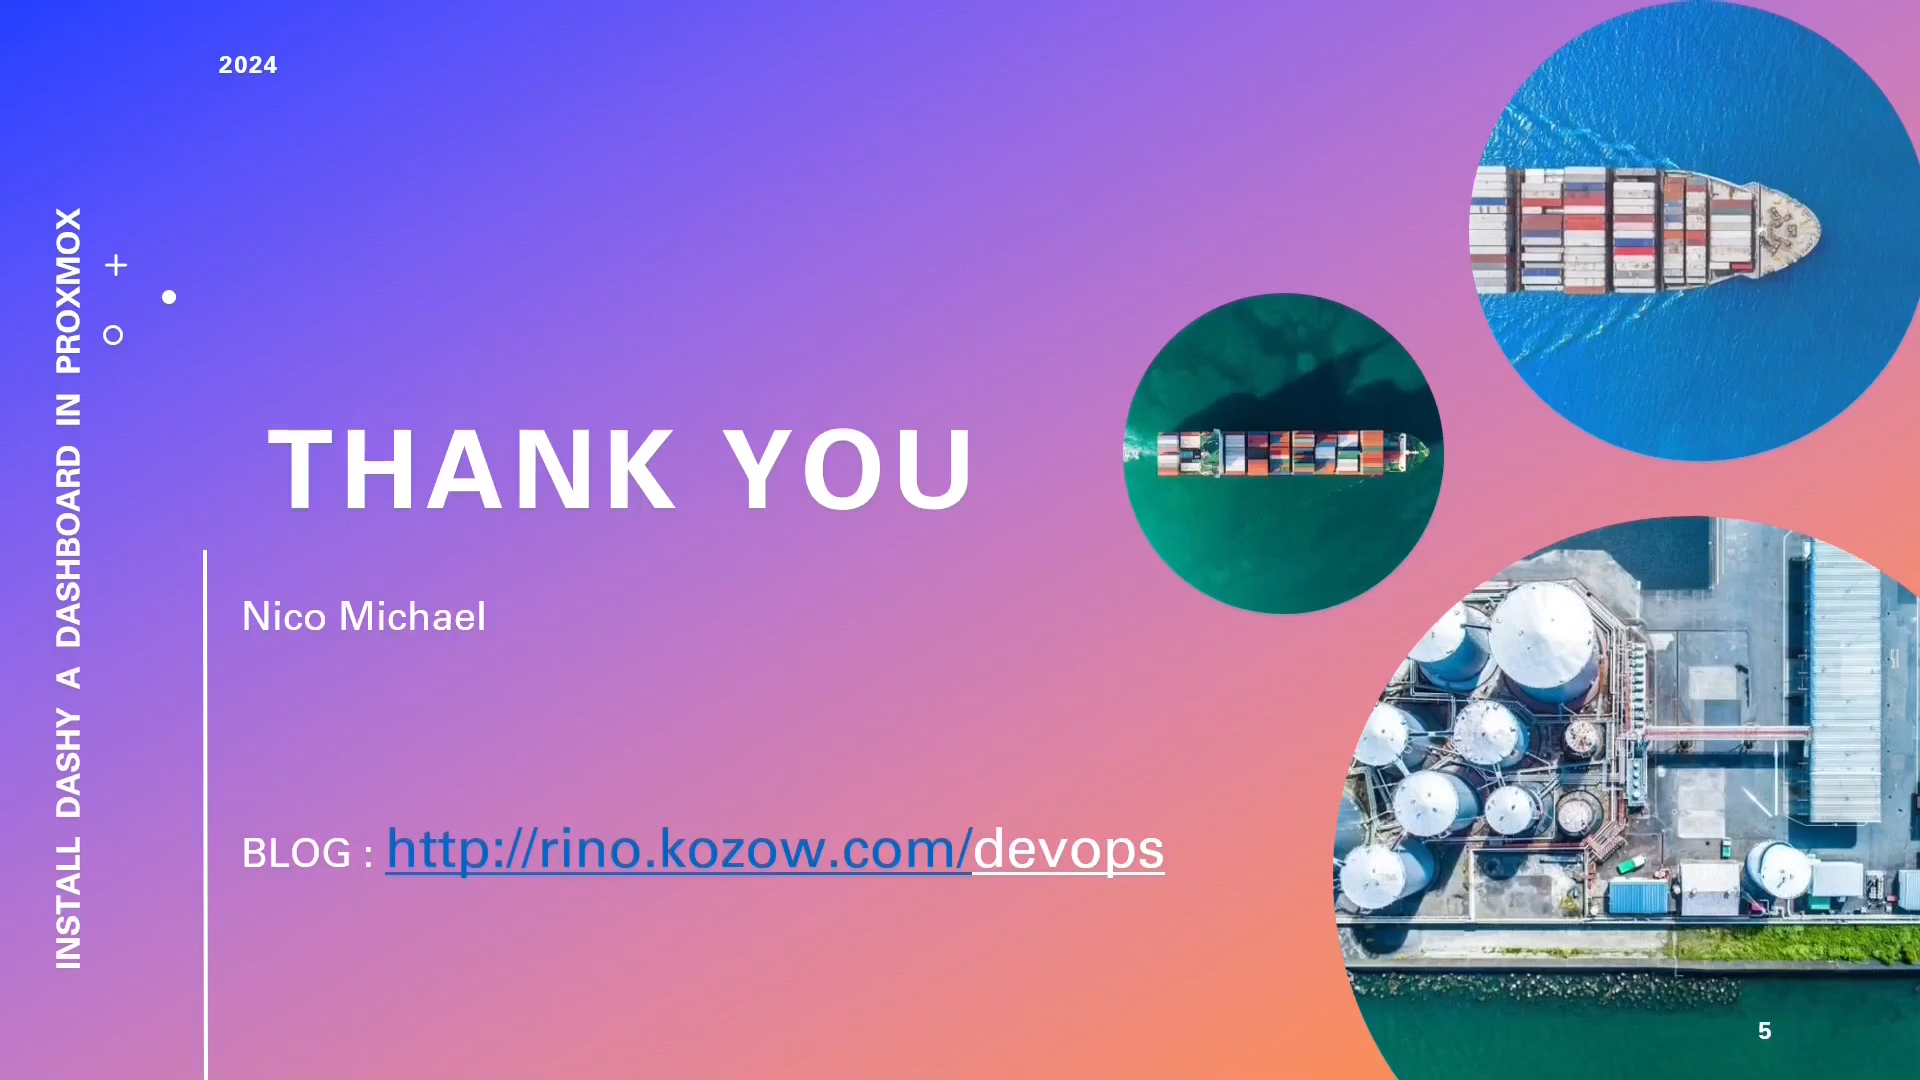 2024
INSTALL DASHY A DASHBOARD IN PROXMOX
THANK YOU
Nico Michael
BLOG : http://rino.kozow.com/devops
5